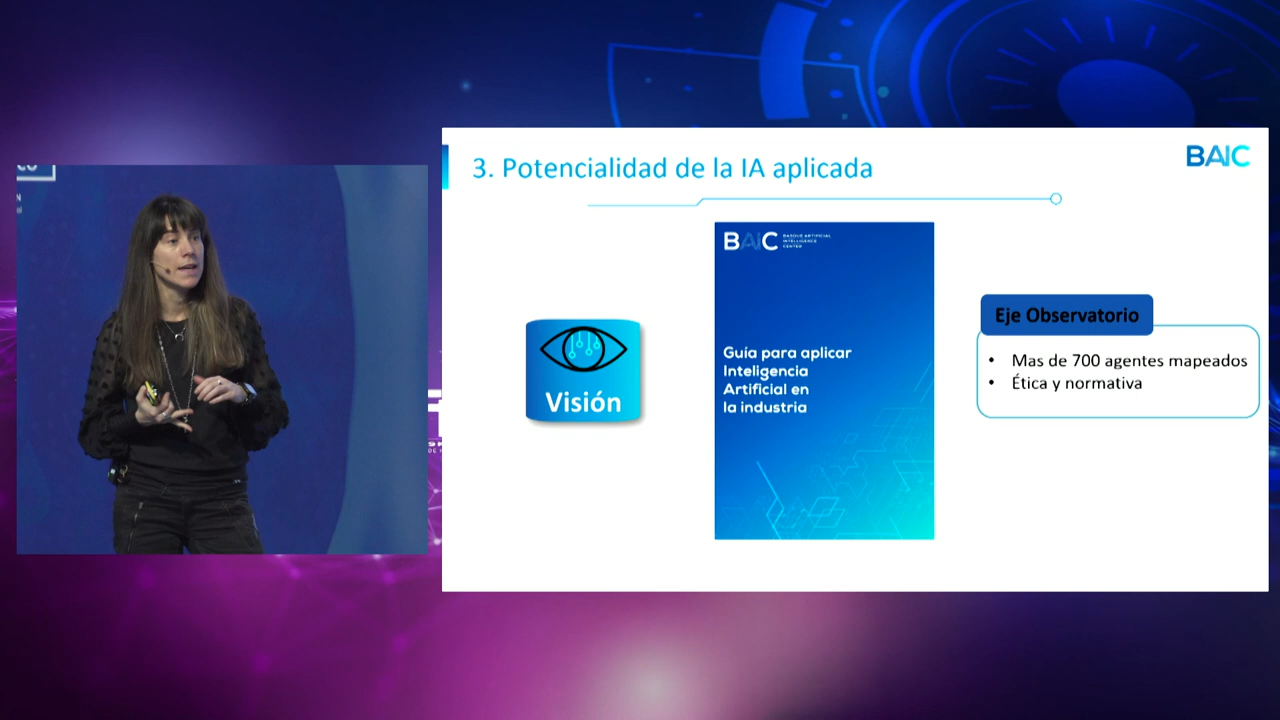 3. Potencialidad de la IA aplicada
BAIC
BAIC
BASQUE ARTIFICIAL
INTELLIGENCE
CENTER
Guía para aplicar
Inteligencia
Artificial en
la industria
Visión
Eje Observatorio
• Mas de 700 agentes mapeados
• Ética y normativa